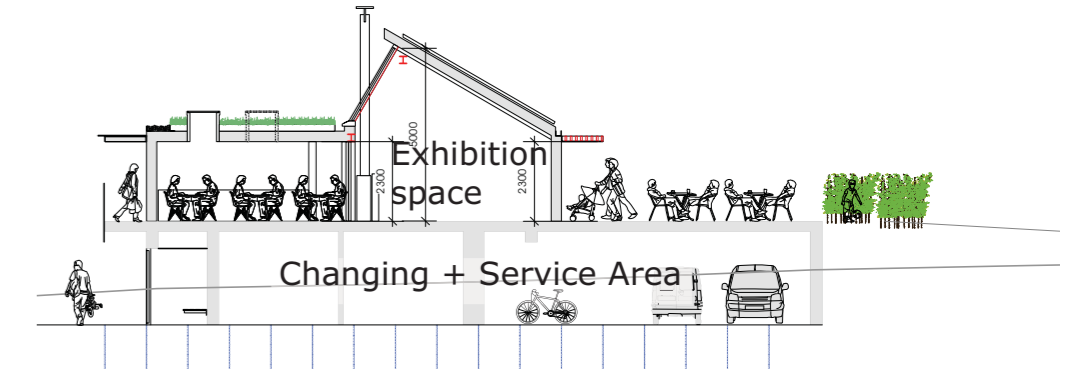 5000
Exhibition
2300
space
2300
Changing + Service Area